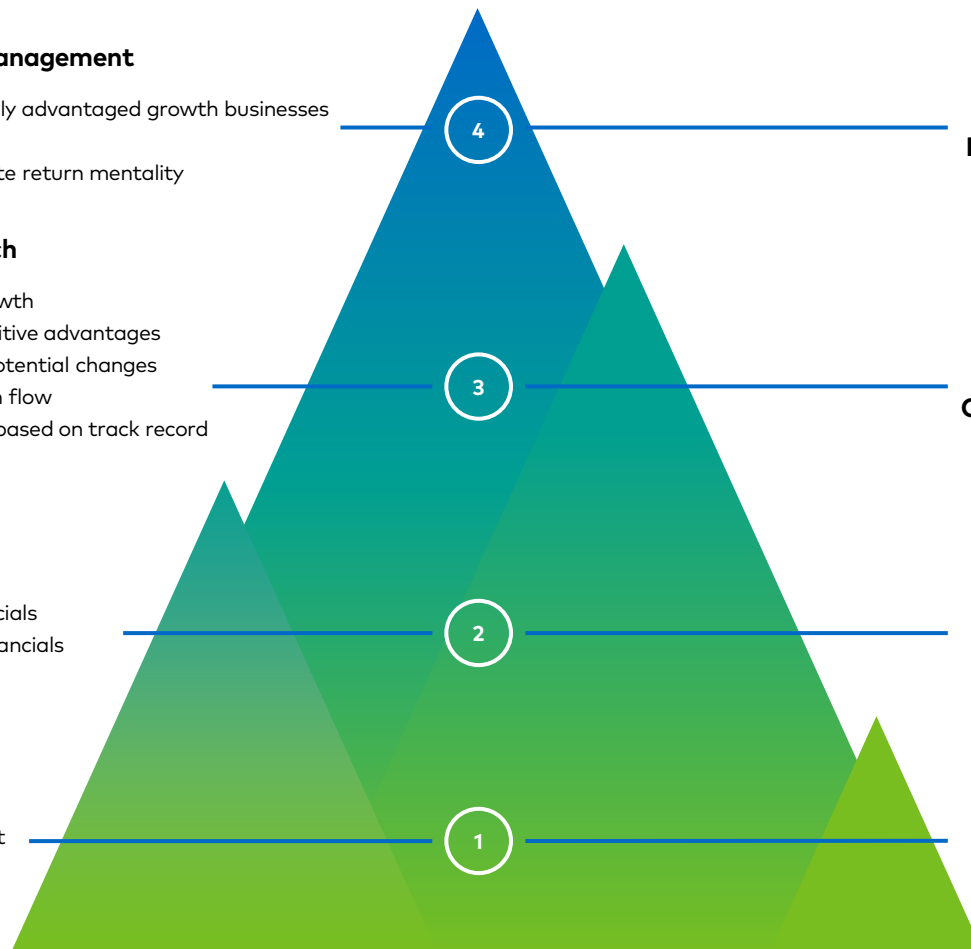 anagement
ly advantaged growth businesses
te return mentality
4
ch
wth
itive advantages
otential changes
n flow
based on track record
3
cials
ancials
2
t
1